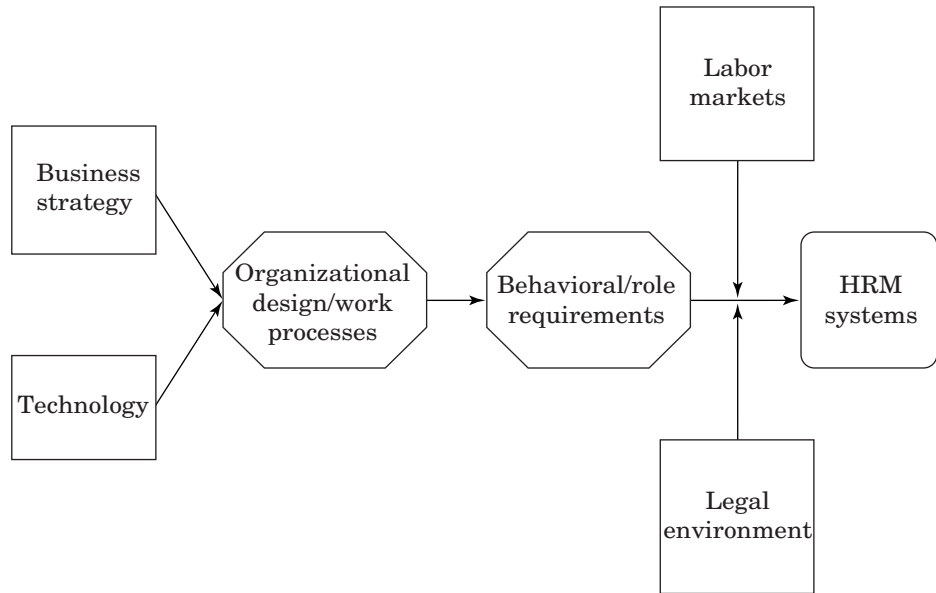 Labor
markets
Business
strategy
Organizational
design/work
processes
Behavioral/role
requirements
HRM
systems
Technology
Legal
environment